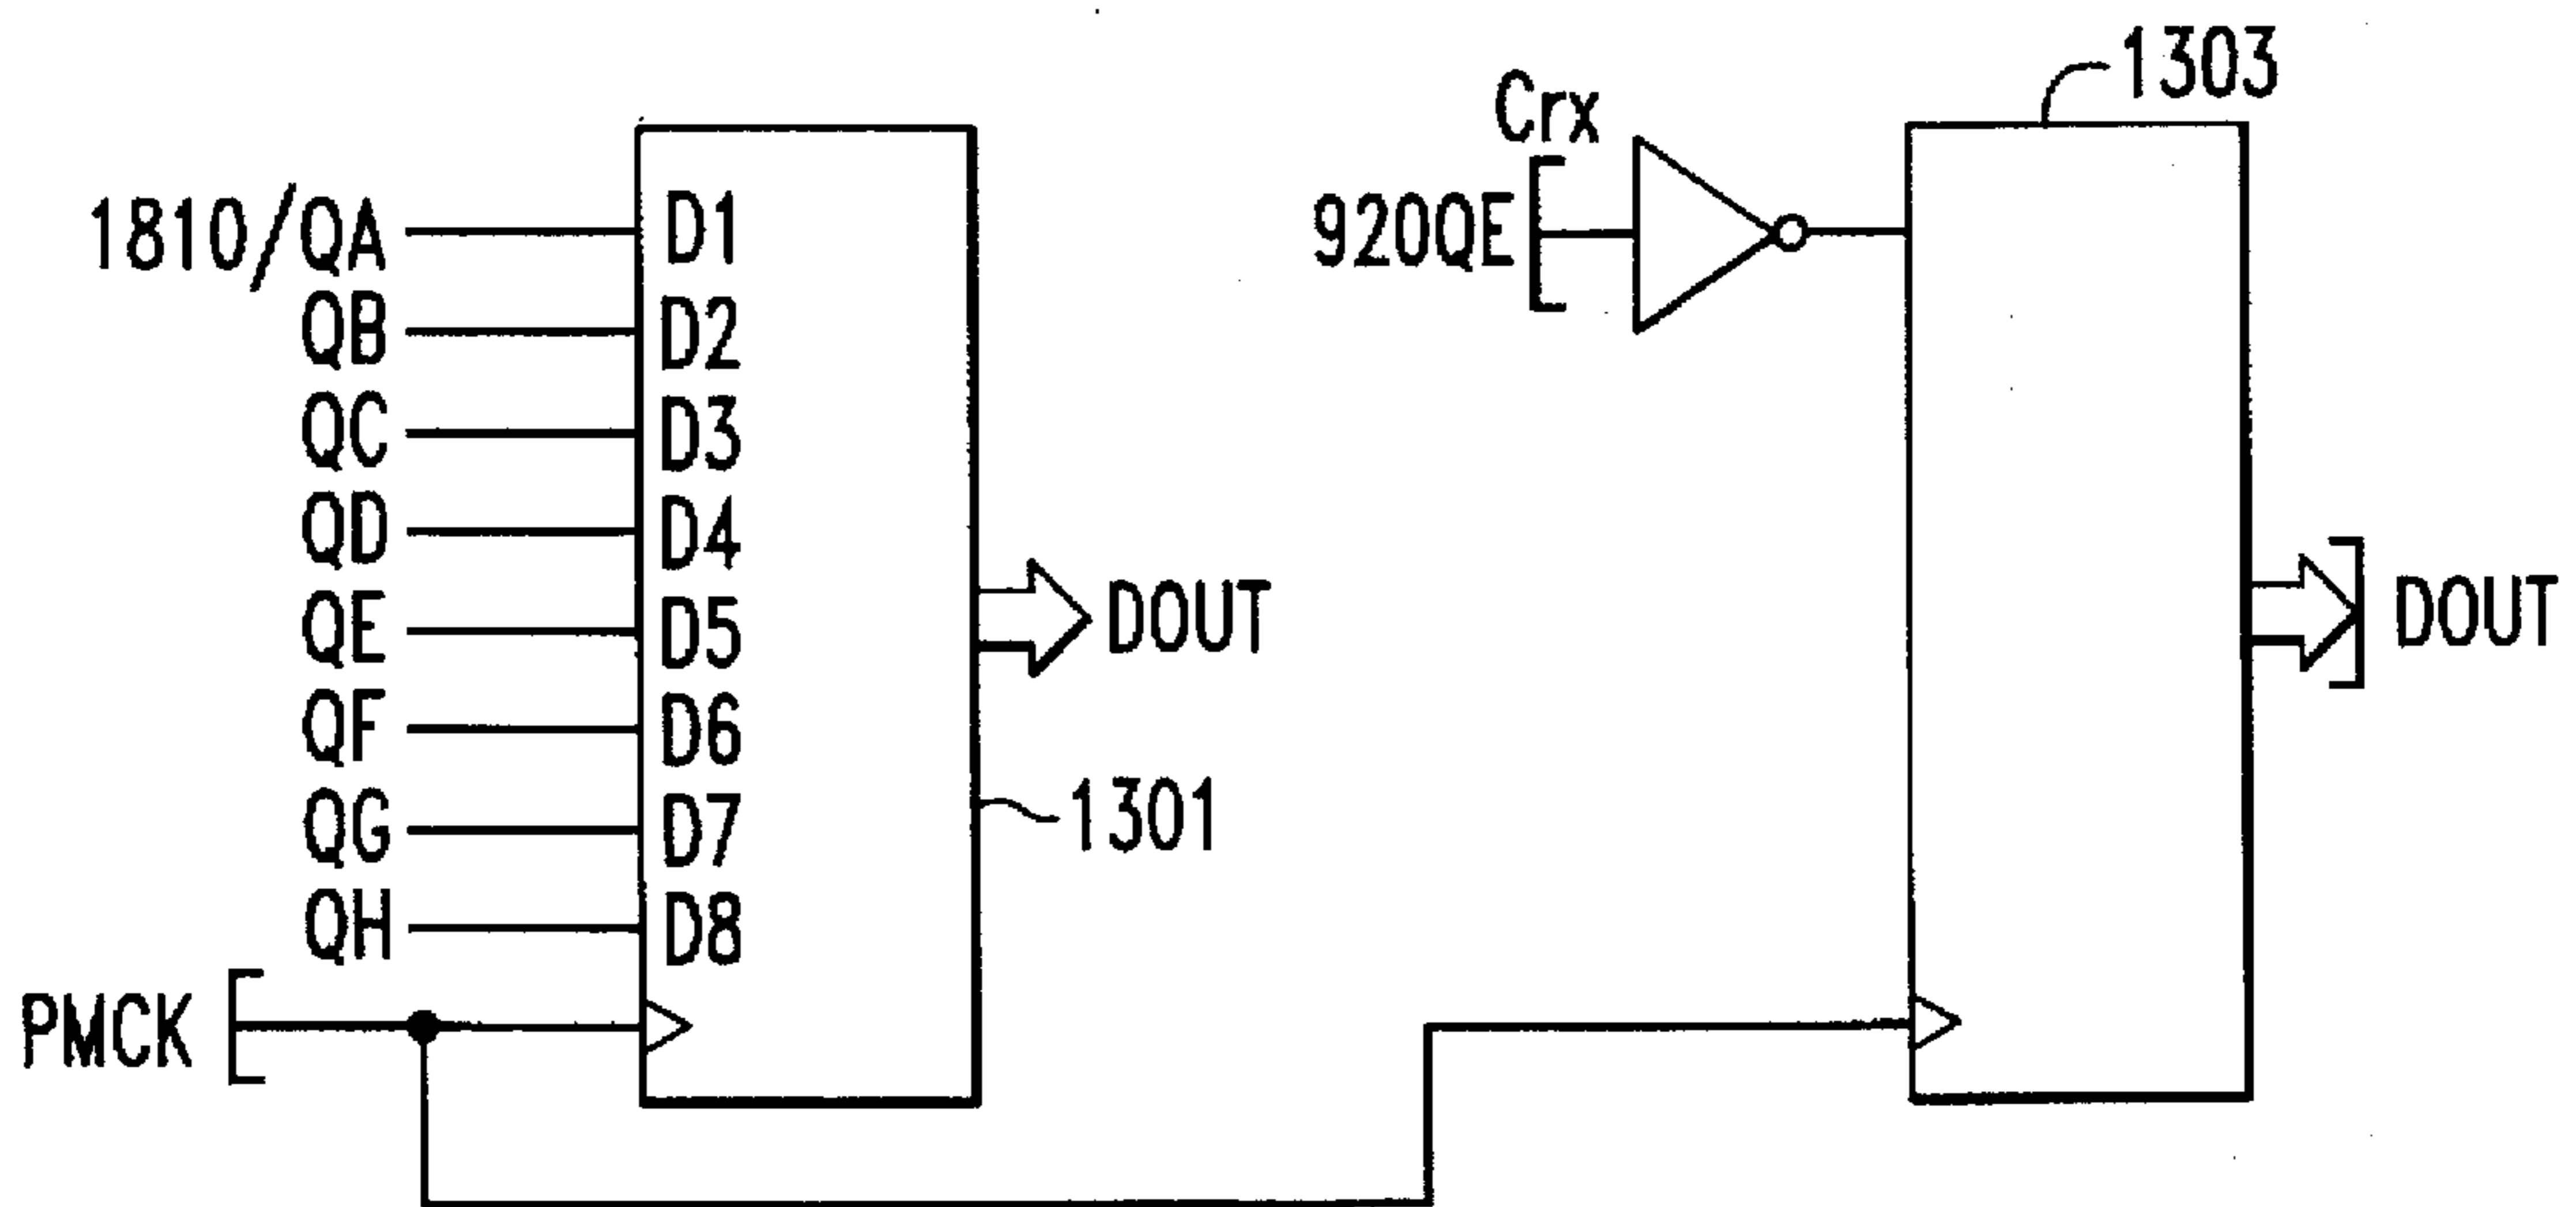 1810/QA
QB
QC
QD
QE
QF
QG
QH
PMCK
D1
D2
D3
D4
D5
D6
D7
D8
DOUT
1301
Crx
920QE
1303
DOUT